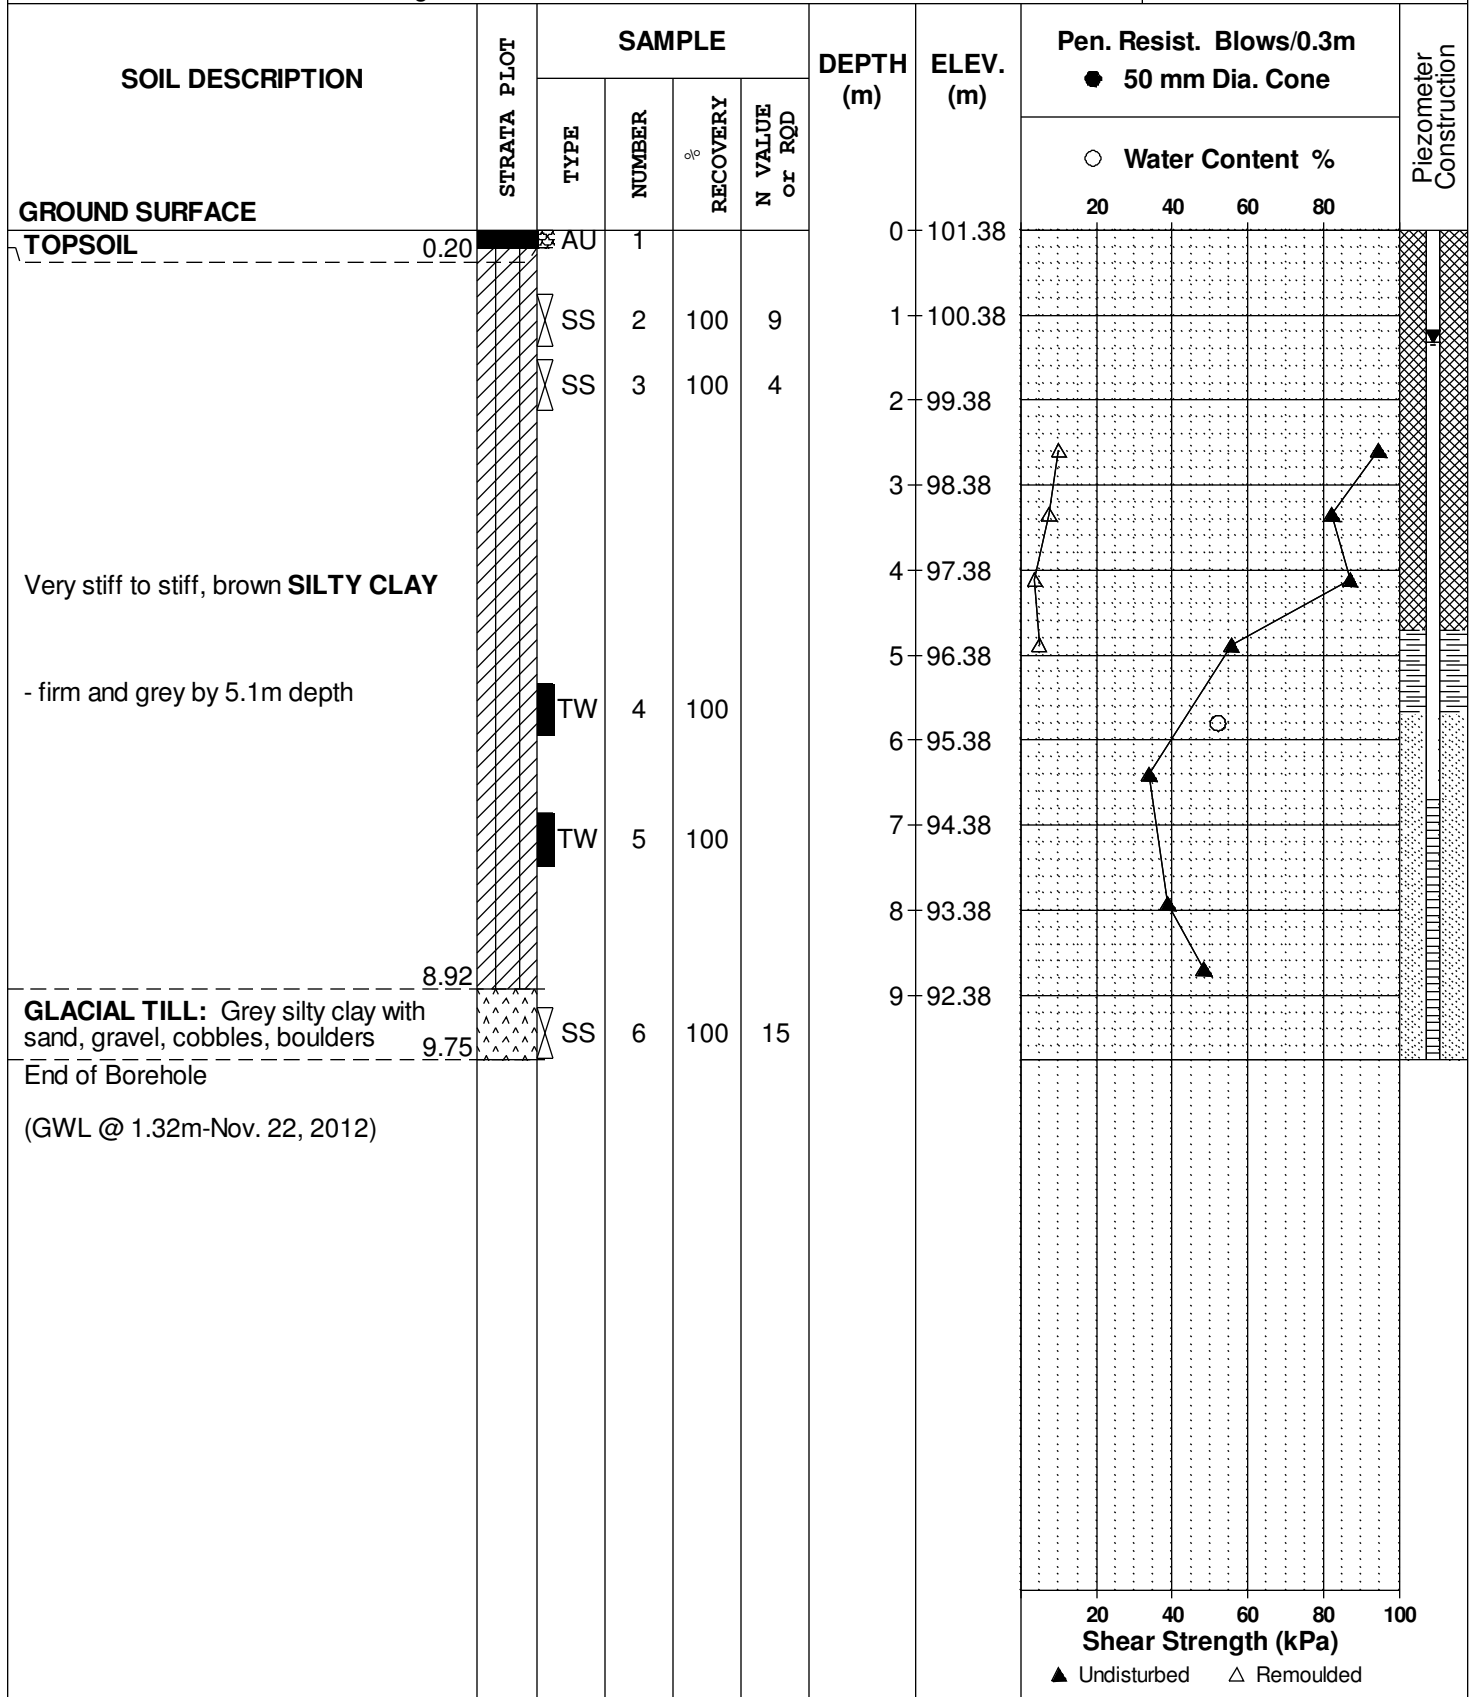 SOIL DESCRIPTION
GROUND SURFACE
STRATA PLOT
SAMPLE
TYPE
NUMBER
% RECOVERY
N VALUE or RQD
DEPTH (m)
ELEV. (m)
Pen. Resist. Blows/0.3m
● 50 mm Dia. Cone
○ Water Content %
20 40 60 80
Piezometer Construction
TOPSOIL 0.20
AU 1
0 101.38
SS 2 100 9
1 100.38
SS 3 100 4
2 99.38
3 98.38
4 97.38
Very stiff to stiff, brown SILTY CLAY
5 96.38
- firm and grey by 5.1m depth
TW 4 100
6 95.38
7 94.38
TW 5 100
8 93.38
8.92
9 92.38
GLACIAL TILL: Grey silty clay with
sand, gravel, cobbles, boulders 9.75
SS 6 100 15
End of Borehole
(GWL @ 1.32m-Nov. 22, 2012)
20 40 60 80 100
Shear Strength (kPa)
▲ Undisturbed △ Remoulded